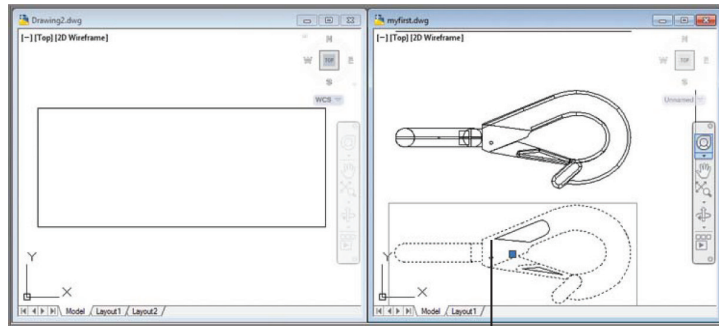 Drawing2.dwg
[−] [Top] [2D Wireframe]
N
W TOP E
S
WCS
Y
X
Model Layout1 Layout2
myfirst.dwg
[−] [Top] [2D Wireframe]
N
W TOP E
S
Unnamed
Y
X
Model Layout1